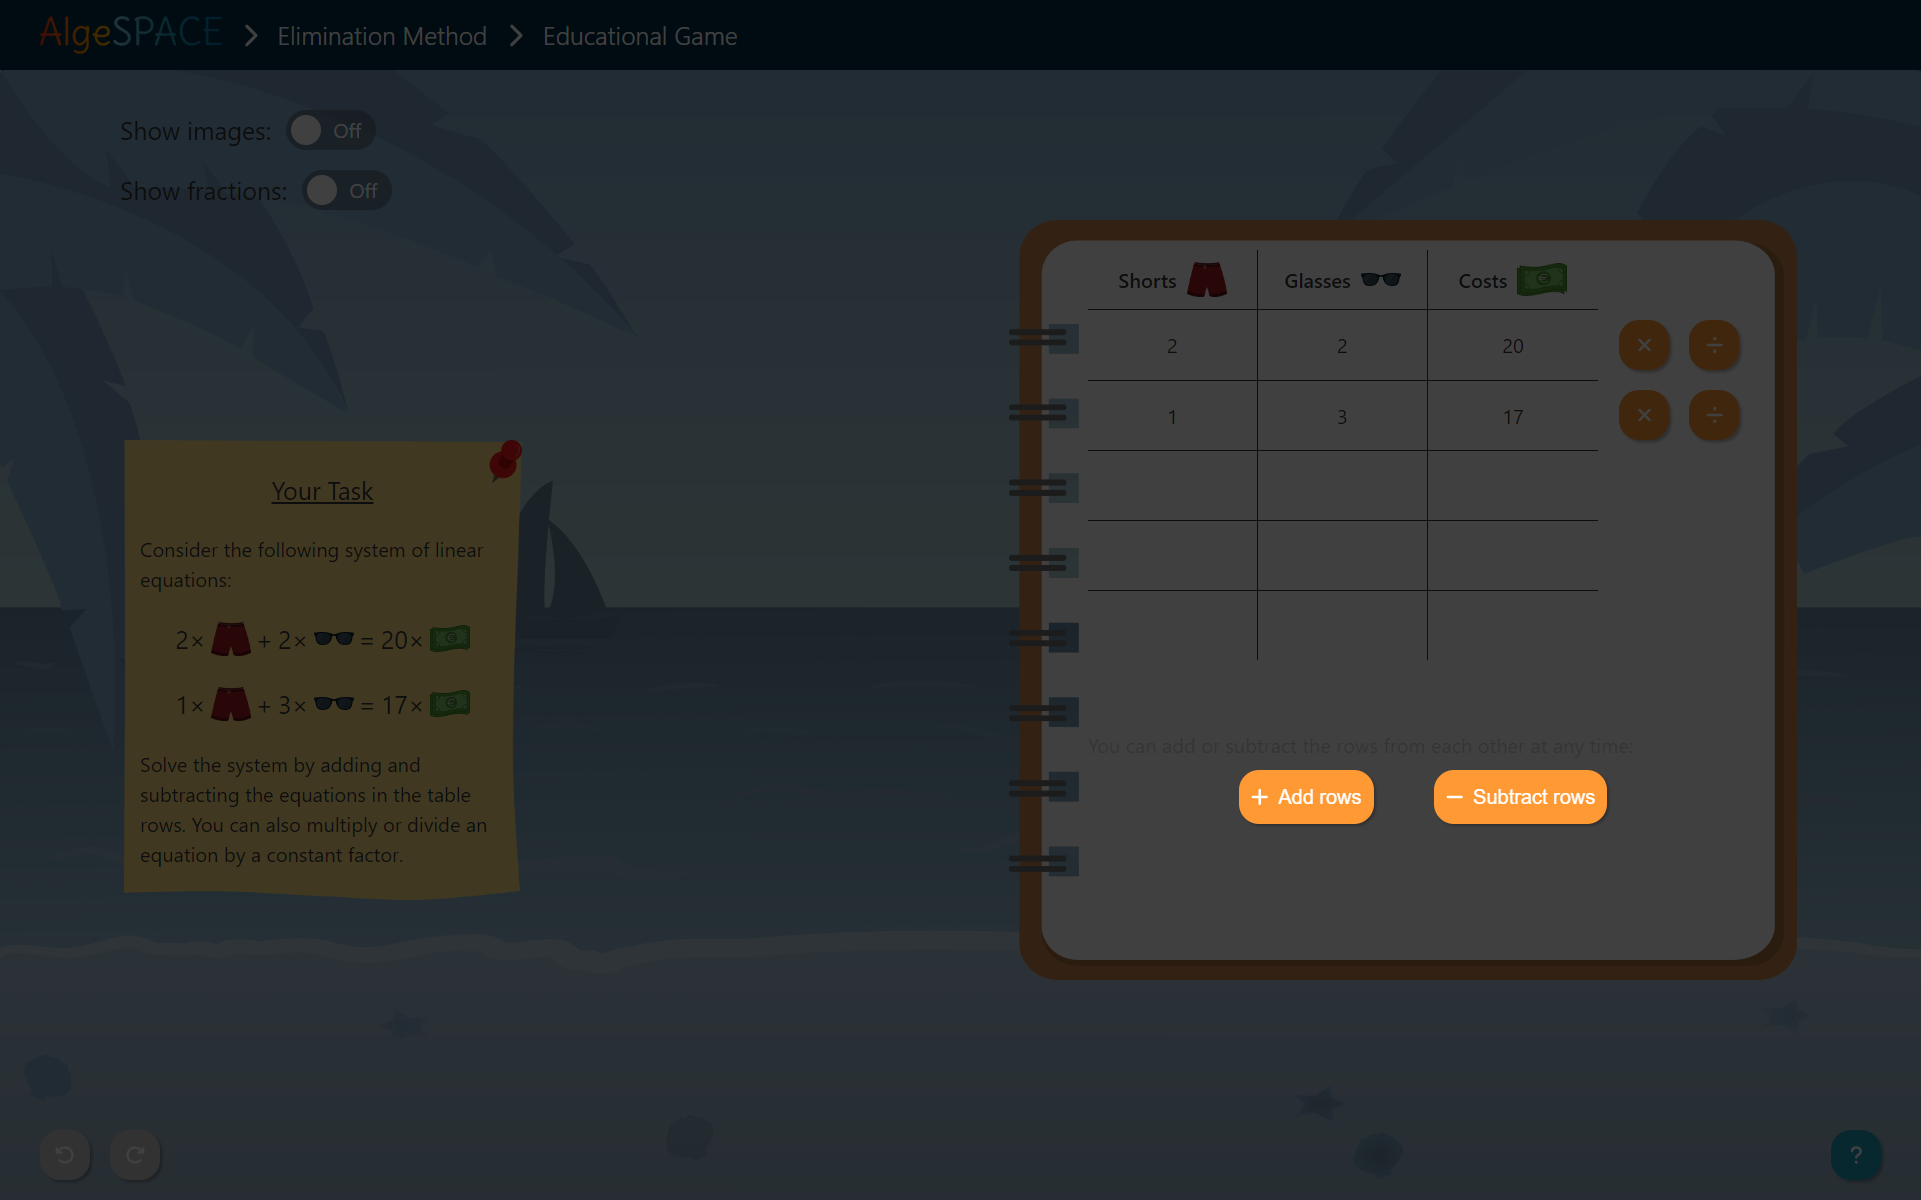 AlgeSPACE > Elimination Method > Educational Game
Show images: Off
Show fractions: Off
Your Task
Consider the following system of linear
equations:
2× + 2× = 20×
1× + 3× = 17×
Solve the system by adding and
subtracting the equations in the table
rows. You can also multiply or divide an
equation by a constant factor.
Shorts Glasses Costs
2 2 20 × ÷
1 3 17 × ÷
You can add or subtract the rows from each other at any time:
+ Add rows − Subtract rows
?